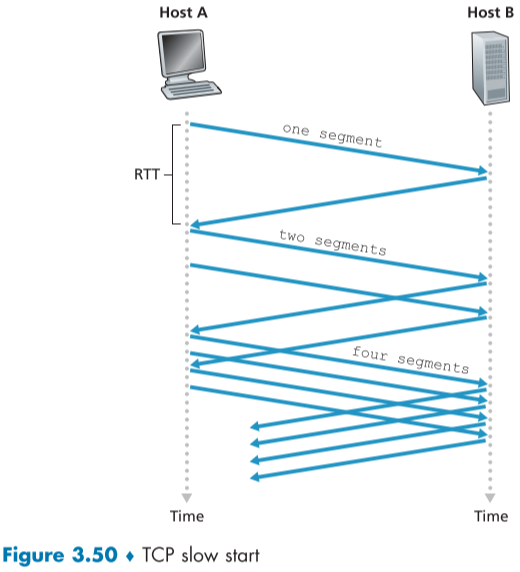 Host A
Host B
one segment
RTT
two segments
four segments
Time
Time
Figure 3.50 ♦ TCP slow start